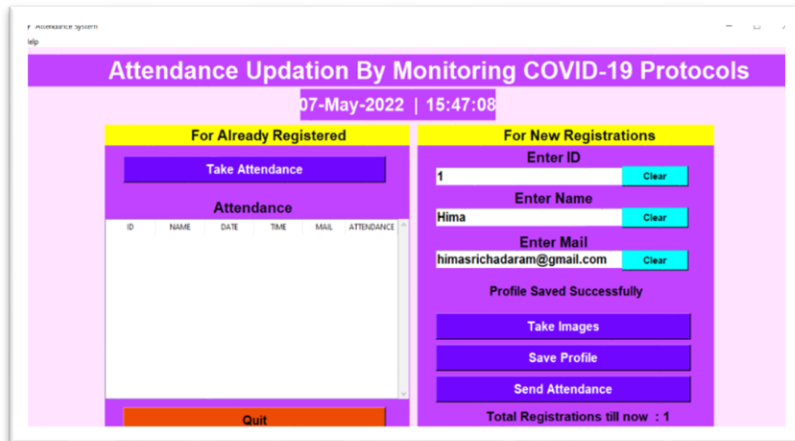 Attendance System
Help
Attendance Updation By Monitoring COVID-19 Protocols
07-May-2022 | 15:47:08
For Already Registered
Take Attendance
Attendance
ID NAME DATE TIME MAIL ATTENDANCE
Quit
For New Registrations
Enter ID
1 Clear
Enter Name
Hima Clear
Enter Mail
himasrichadaram@gmail.com Clear
Profile Saved Successfully
Take Images
Save Profile
Send Attendance
Total Registrations till now : 1